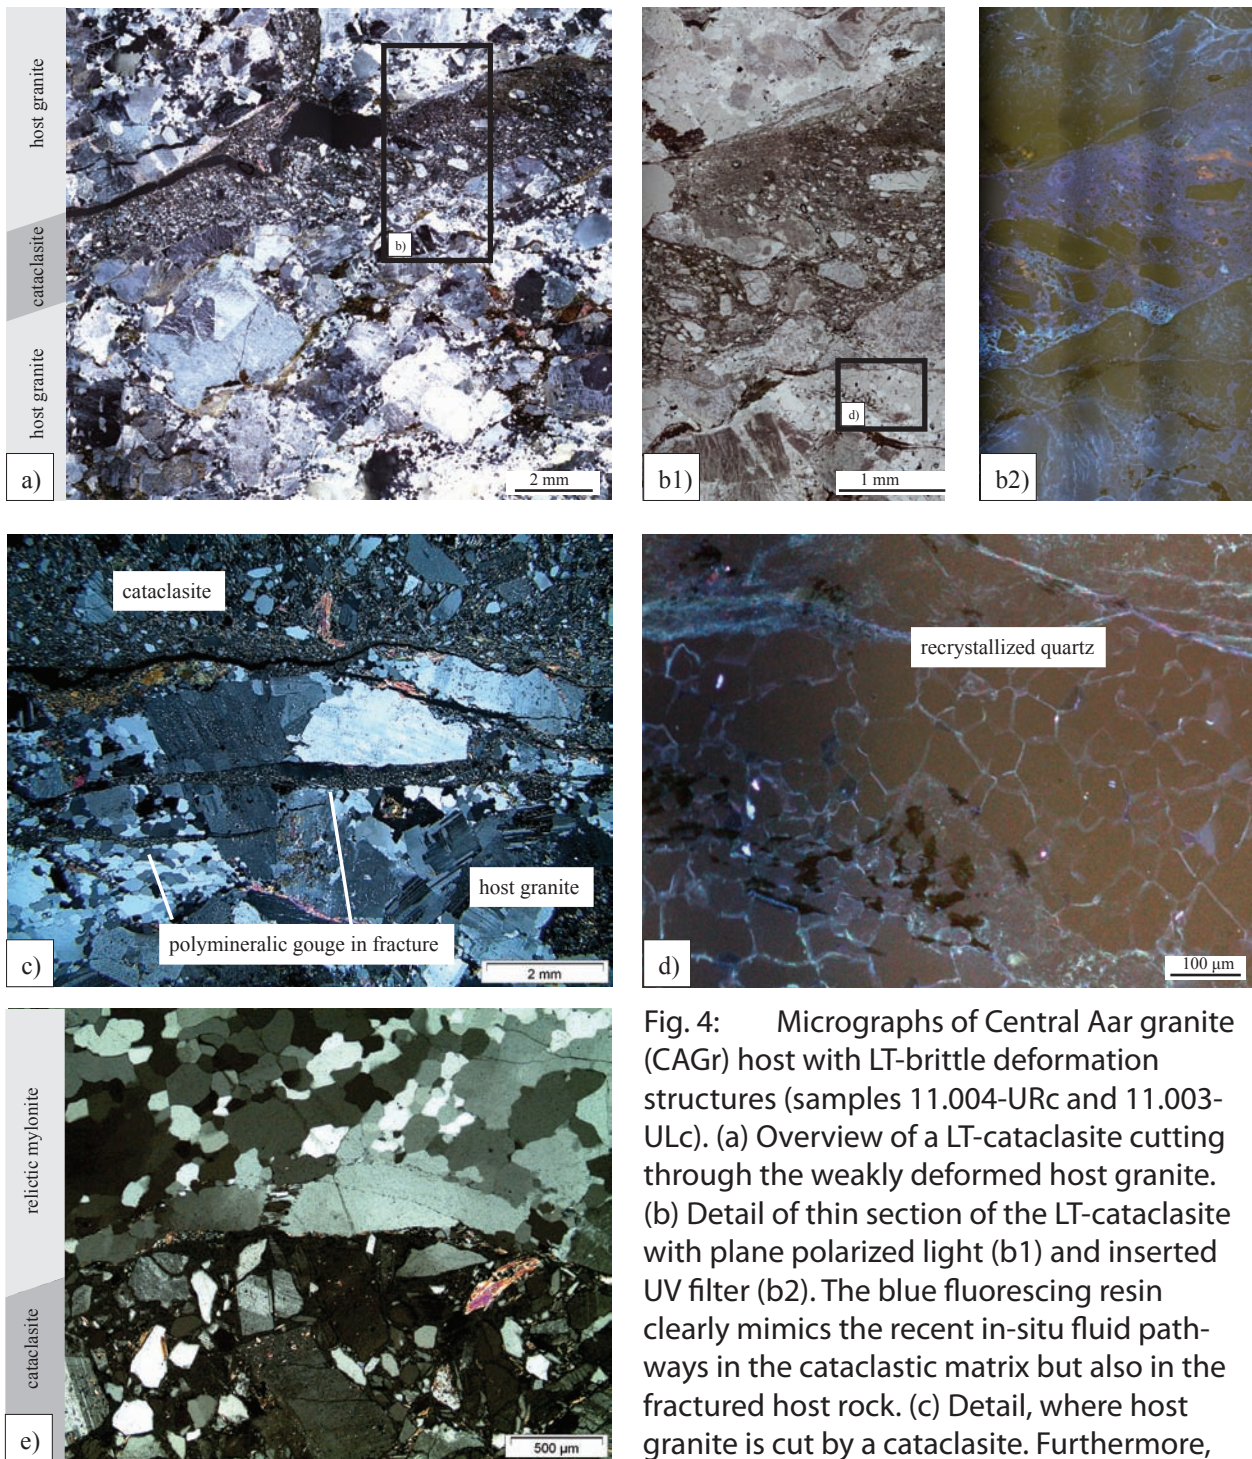 host granite
cataclasite
host granite
b)
a)
2 mm
d)
b1)
1 mm
b2)
cataclasite
host granite
polymineralic gouge in fracture
c)
2 mm
recrystallized quartz
d)
100 µm
relictic mylonite
cataclasite
e)
500 µm
Fig. 4: Micrographs of Central Aar granite
(CAGr) host with LT-brittle deformation
structures (samples 11.004-URc and 11.003-
ULc). (a) Overview of a LT-cataclasite cutting
through the weakly deformed host granite.
(b) Detail of thin section of the LT-cataclasite
with plane polarized light (b1) and inserted
UV filter (b2). The blue fluorescing resin
clearly mimics the recent in-situ fluid path-
ways in the cataclastic matrix but also in the
fractured host rock. (c) Detail, where host
granite is cut by a cataclasite. Furthermore,